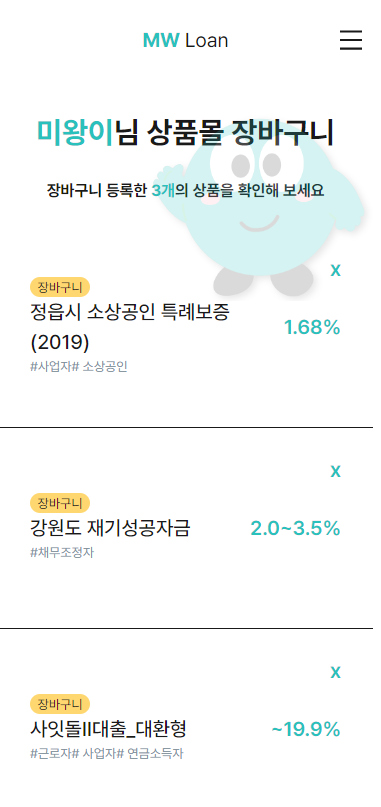 MW Loan
미왕이님 상품몰 장바구니
장바구니 등록한 3개의 상품을 확인해 보세요
X
장바구니
정읍시 소상공인 특례보증
(2019)
1.68%
#사업자# 소상공인
X
장바구니
강원도 재기성공자금
2.0~3.5%
#채무조정자
X
장바구니
사잇돌II대출_대환형
~19.9%
#근로자# 사업자# 연금소득자